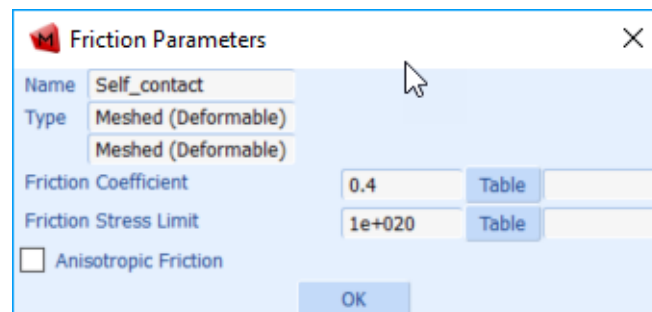 Friction Parameters
Name Self_contact
Type Meshed (Deformable)
Meshed (Deformable)
Friction Coefficient 0.4 Table
Friction Stress Limit 1e+020 Table
Anisotropic Friction
OK